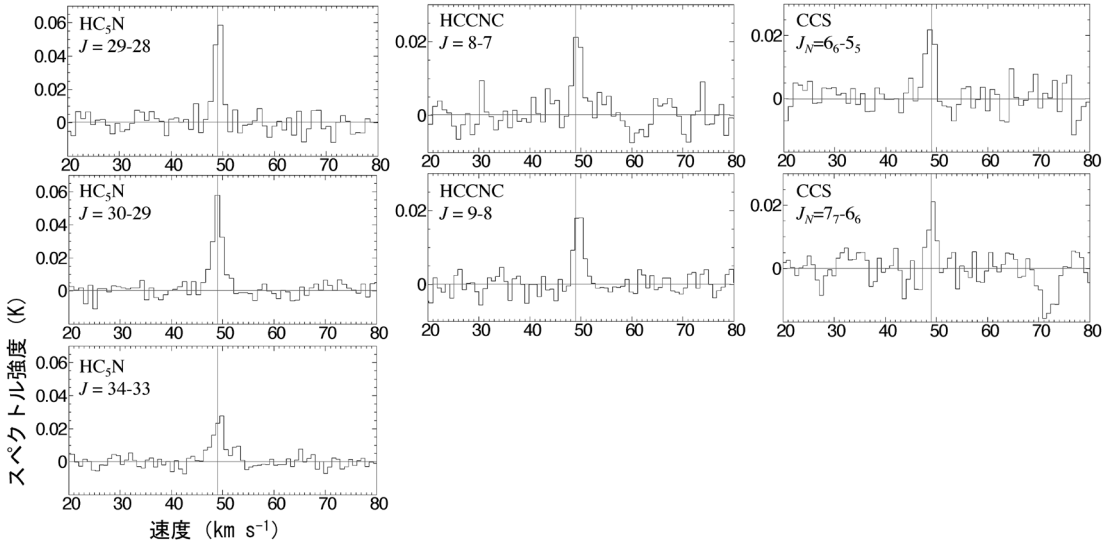 HC₅N
J = 29-28
0.06
0.04
0.02
0
20 30 40 50 60 70 80
HCCNC
J = 8-7
0.02
0
20 30 40 50 60 70 80
CCS
J_N=6₆-5₅
0.02
0
20 30 40 50 60 70 80
HC₅N
J = 30-29
0.06
0.04
0.02
0
20 30 40 50 60 70 80
HCCNC
J = 9-8
0.02
0
20 30 40 50 60 70 80
CCS
J_N=7₇-6₆
0.02
0
20 30 40 50 60 70 80
HC₅N
J = 34-33
0.06
0.04
0.02
0
20 30 40 50 60 70 80
スペクトル強度 (K)
速度 (km s⁻¹)